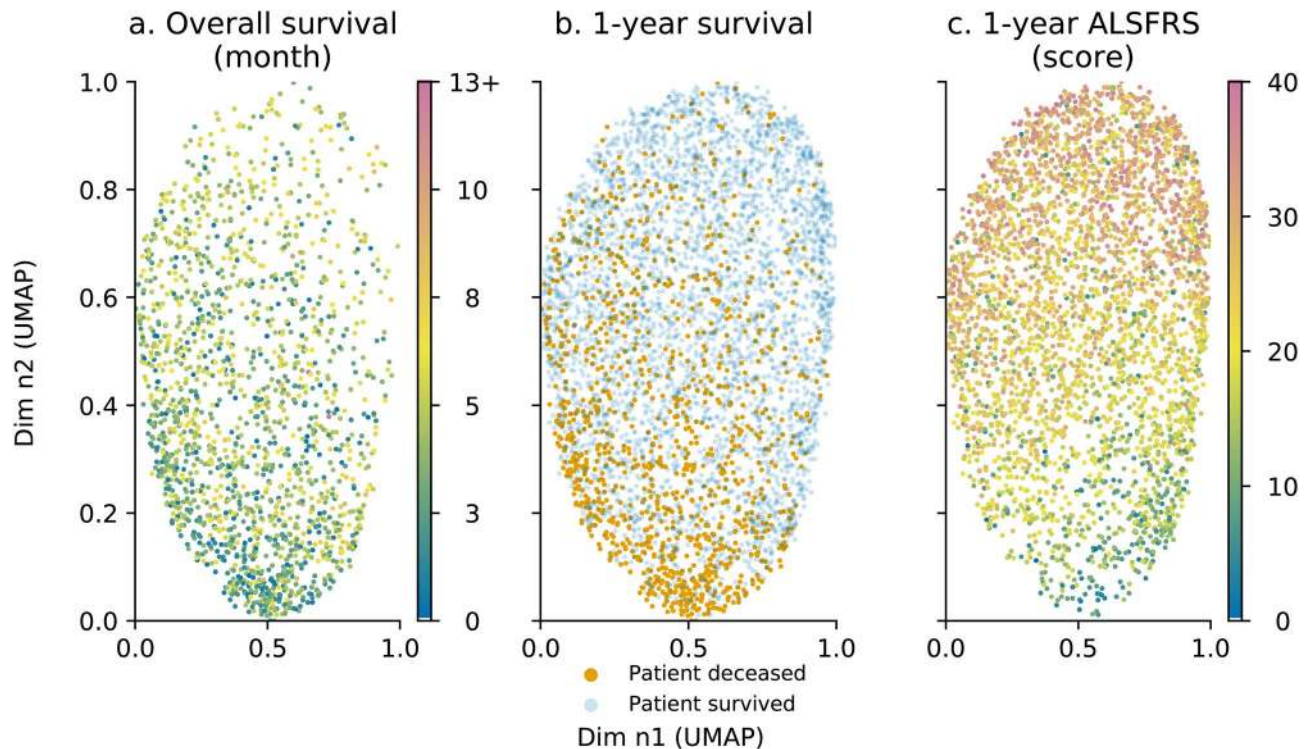 a. Overall survival
(month)
b. 1-year survival
c. 1-year ALSFRS
(score)
Dim n2 (UMAP)
1.0
0.8
0.6
0.4
0.2
0.0
0.0
0.5
1.0
13+
10
8
5
3
0
0.0
0.5
1.0
0.0
0.5
1.0
40
30
20
10
0
Patient deceased
Patient survived
Dim n1 (UMAP)